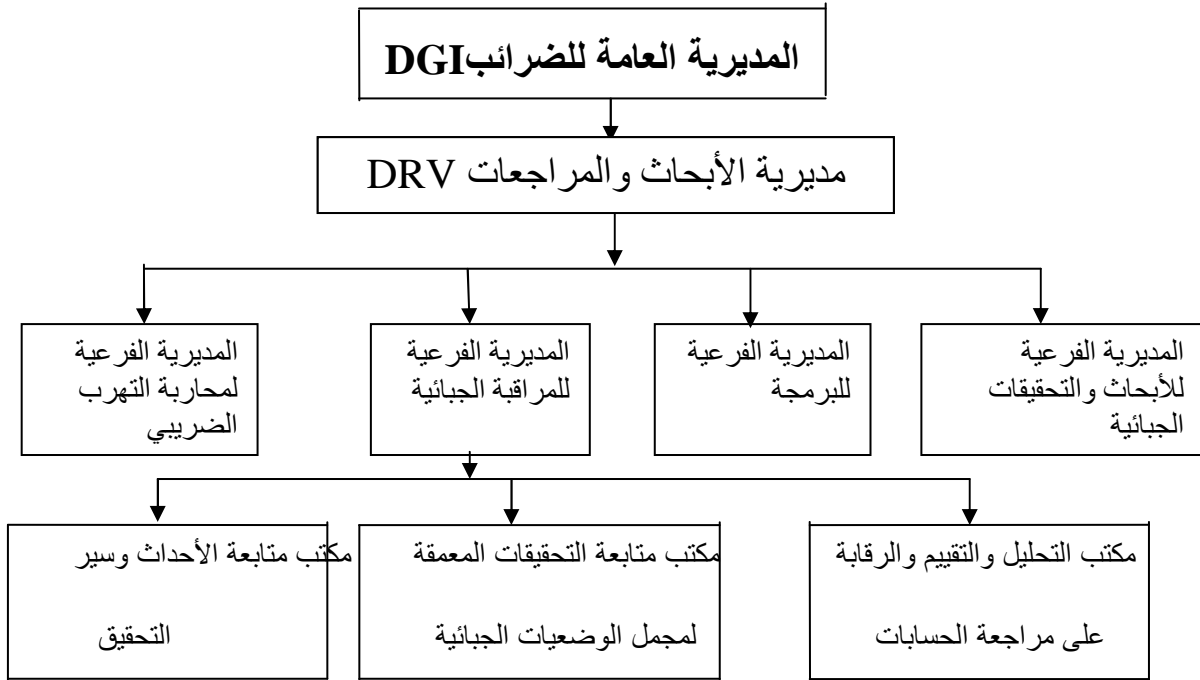 المديرية العامة للضرائبDGI
مديرية الأبحاث والمراجعات DRV
المديرية الفرعية
للأبحاث والتحقيقات
الجبائية
المديرية الفرعية
للبرمجة
المديرية الفرعية
للمراقبة الجبائية
المديرية الفرعية
لمحاربة التهرب
الضريبي
مكتب التحليل والتقييم والرقابة
على مراجعة الحسابات
مكتب متابعة التحقيقات المعمقة
لمجمل الوضعيات الجبائية
مكتب متابعة الأحداث وسير
التحقيق